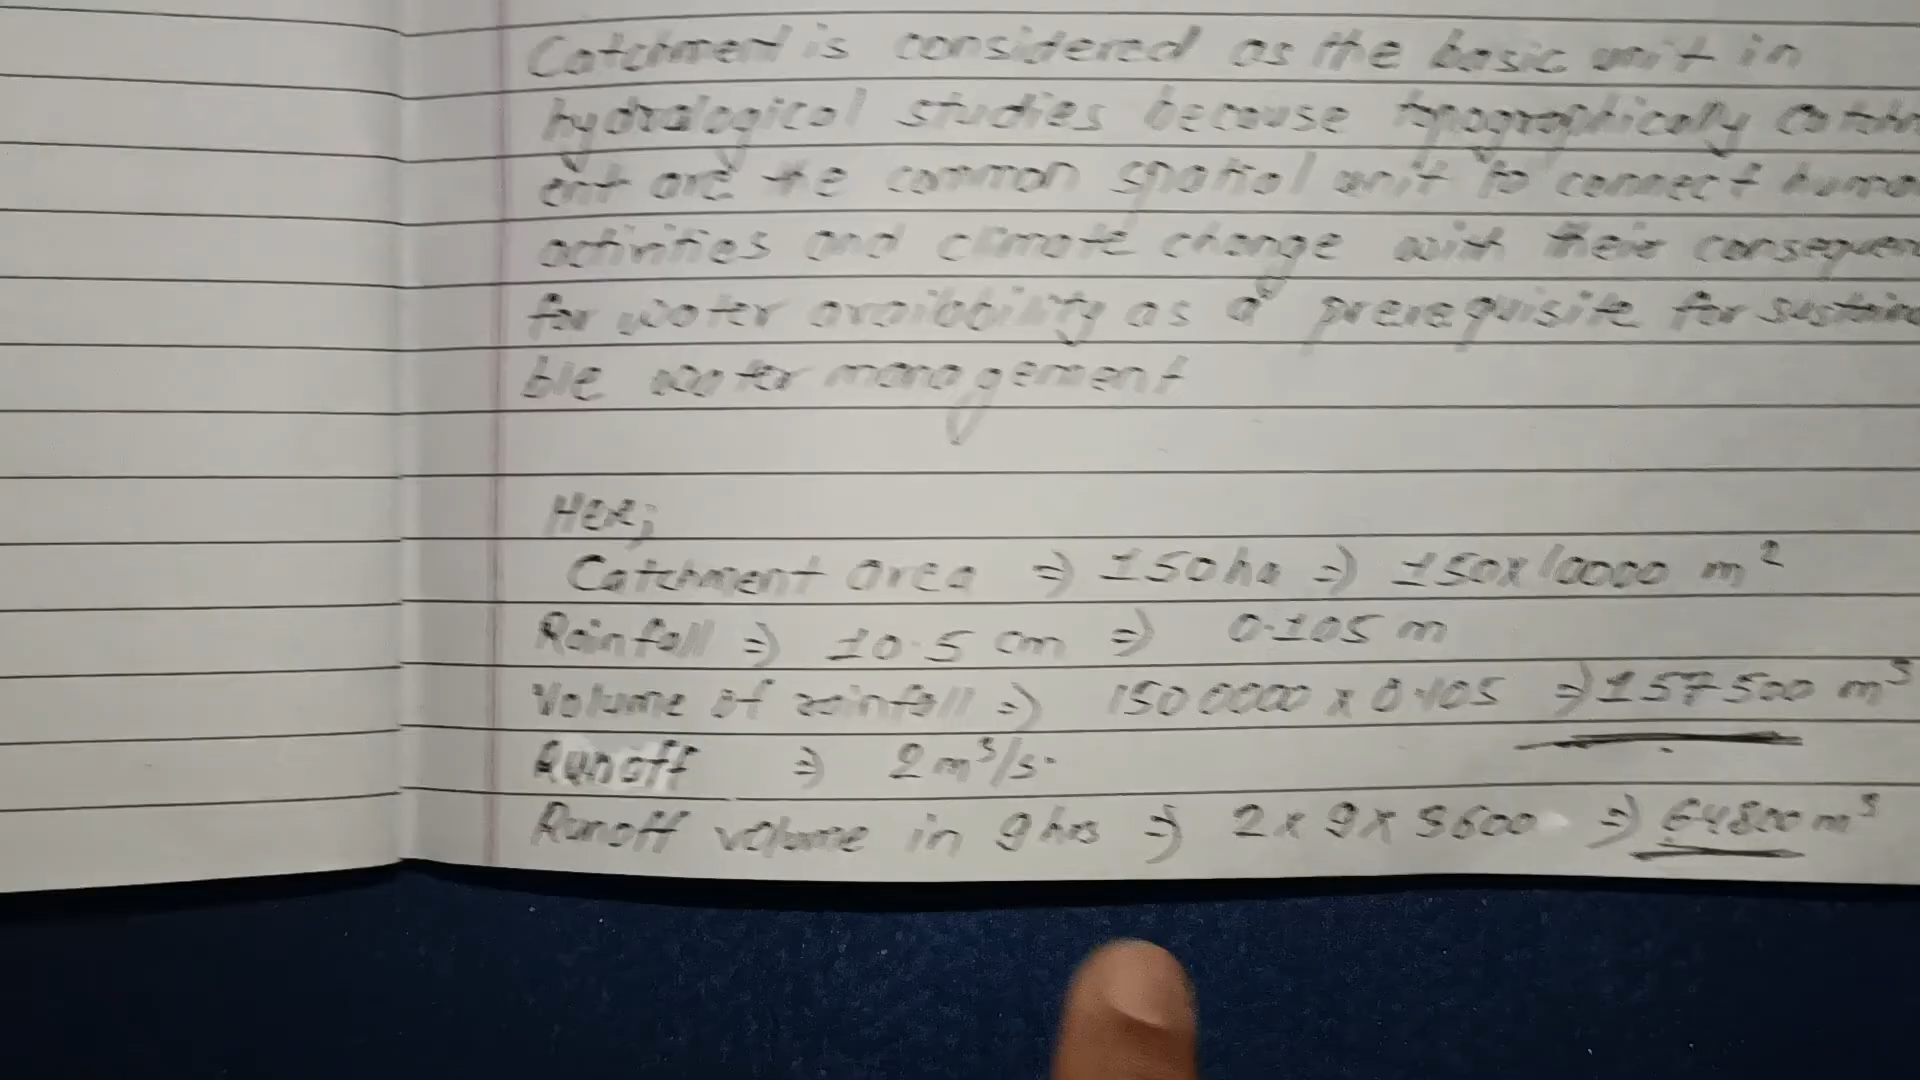 Catchment is considered as the basic unit in
hydrological studies because topographically catchm
ent are the common spatial unit to connect huma
activities and climate change with their consequen
for water availability as a prerequisite for sustaina
ble water management
Here;
Catchment area ⇒ 150ha ⇒ 150x10000 m²
Rainfall ⇒ 10.5 cm ⇒ 0.105 m
Volume of rainfall ⇒ 1500000 x 0.105 ⇒ 157500 m³
Runoff ⇒ 2 m³/s.
Runoff volume in 9 hrs ⇒ 2 x 9 x 3600 ⇒ 64800 m³